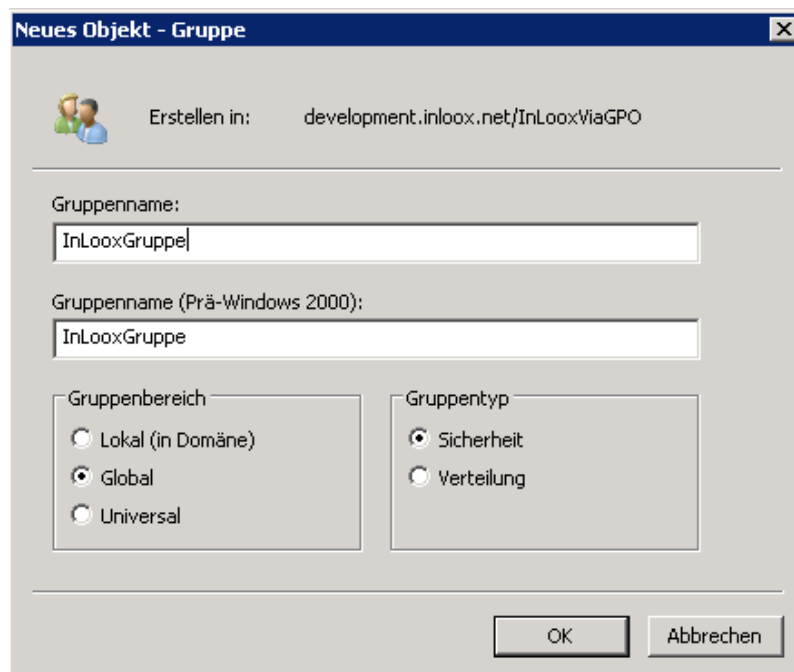 Neues Objekt - Gruppe
Erstellen in: development.inloox.net/InLooxViaGPO
Gruppenname:
InLooxGruppe
Gruppenname (Prä-Windows 2000):
InLooxGruppe
Gruppenbereich
Lokal (in Domäne)
Global
Universal
Gruppentyp
Sicherheit
Verteilung
OK Abbrechen